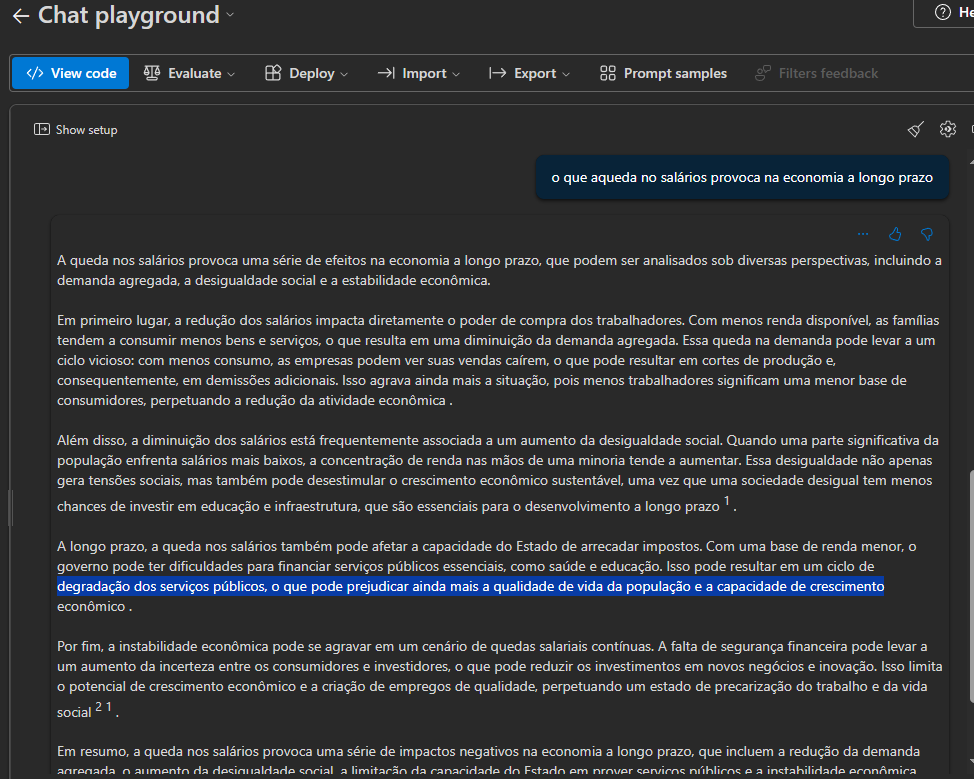 Chat playground
He
View code
Evaluate
Deploy
Import
Export
Prompt samples
Filters feedback
Show setup
o que aqueda no salários provoca na economia a longo prazo
A queda nos salários provoca uma série de efeitos na economia a longo prazo, que podem ser analisados sob diversas perspectivas, incluindo a
demanda agregada, a desigualdade social e a estabilidade econômica.
Em primeiro lugar, a redução dos salários impacta diretamente o poder de compra dos trabalhadores. Com menos renda disponível, as famílias
tendem a consumir menos bens e serviços, o que resulta em uma diminuição da demanda agregada. Essa queda na demanda pode levar a um
ciclo vicioso: com menos consumo, as empresas podem ver suas vendas caírem, o que pode resultar em cortes de produção e,
consequentemente, em demissões adicionais. Isso agrava ainda mais a situação, pois menos trabalhadores significam uma menor base de
consumidores, perpetuando a redução da atividade econômica .
Além disso, a diminuição dos salários está frequentemente associada a um aumento da desigualdade social. Quando uma parte significativa da
população enfrenta salários mais baixos, a concentração de renda nas mãos de uma minoria tende a aumentar. Essa desigualdade não apenas
gera tensões sociais, mas também pode desestimular o crescimento econômico sustentável, uma vez que uma sociedade desigual tem menos
chances de investir em educação e infraestrutura, que são essenciais para o desenvolvimento a longo prazo 1 .
A longo prazo, a queda nos salários também pode afetar a capacidade do Estado de arrecadar impostos. Com uma base de renda menor, o
governo pode ter dificuldades para financiar serviços públicos essenciais, como saúde e educação. Isso pode resultar em um ciclo de
degradação dos serviços públicos, o que pode prejudicar ainda mais a qualidade de vida da população e a capacidade de crescimento
econômico .
Por fim, a instabilidade econômica pode se agravar em um cenário de quedas salariais contínuas. A falta de segurança financeira pode levar a
um aumento da incerteza entre os consumidores e investidores, o que pode reduzir os investimentos em novos negócios e inovação. Isso limita
o potencial de crescimento econômico e a criação de empregos de qualidade, perpetuando um estado de precarização do trabalho e da vida
social 2 1 .
Em resumo, a queda nos salários provoca uma série de impactos negativos na economia a longo prazo, que incluem a redução da demanda
agregada, o aumento da desigualdade social, a limitação da capacidade do Estado em prover serviços públicos e a instabilidade econômica.